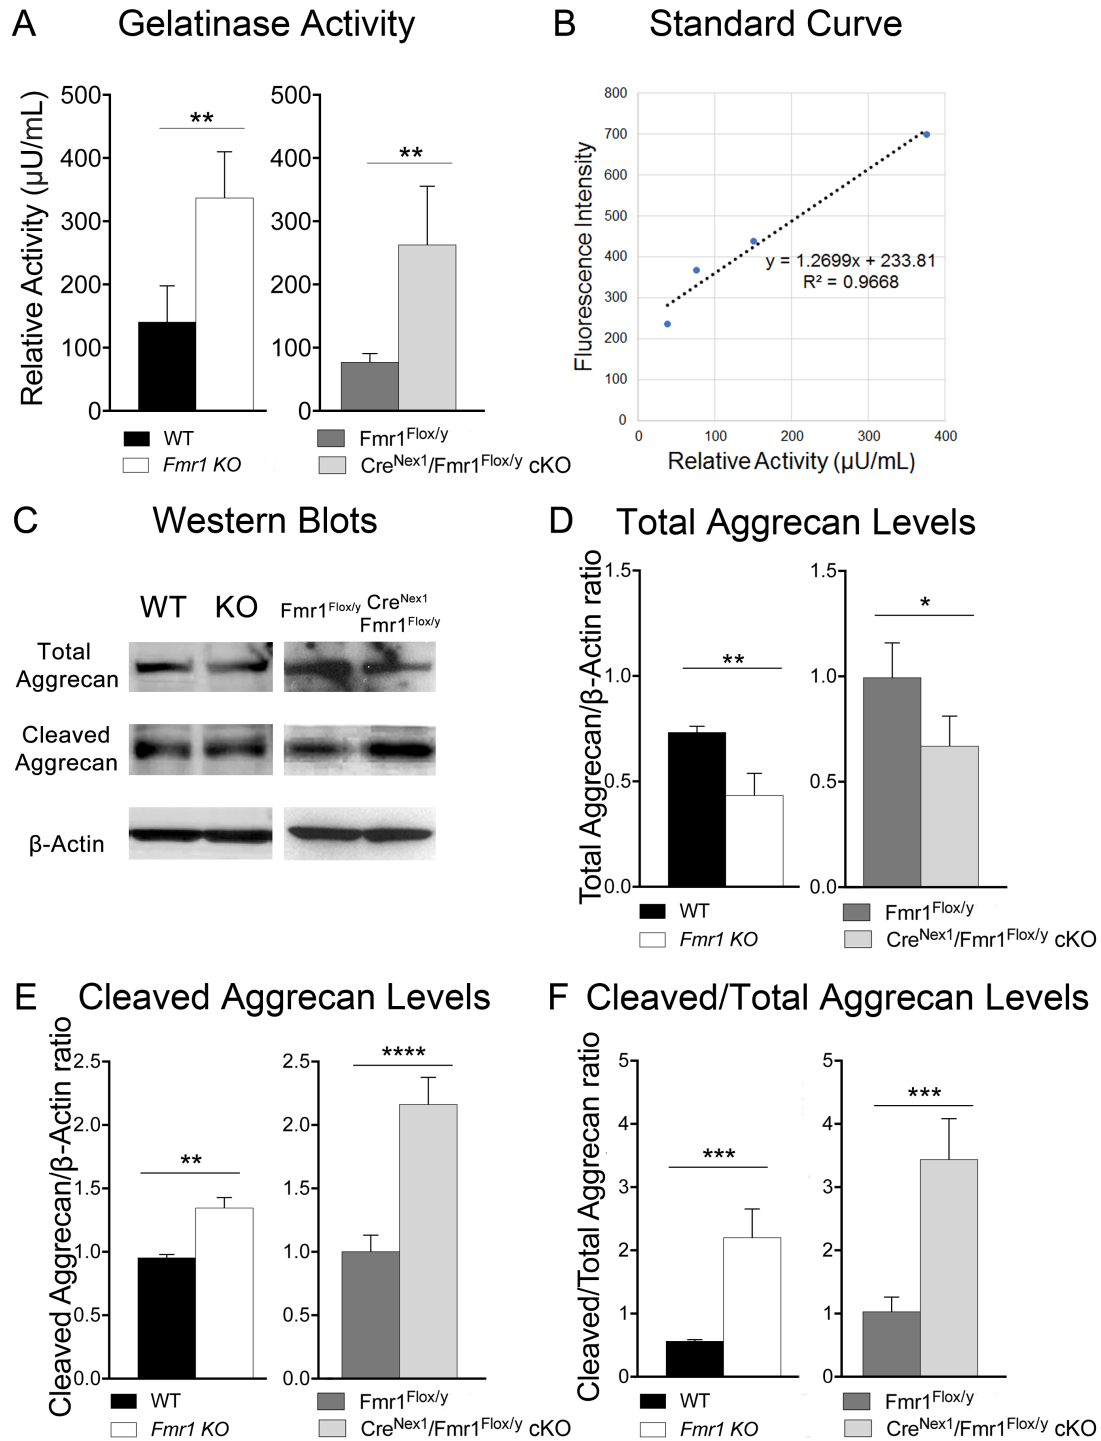 A Gelatinase Activity
Relative Activity (µU/mL)
500
400
300
200
100
0
**
WT
Fmr1 KO
500
400
300
200
100
0
**
Fmr1Flox/y
CreNex1/Fmr1Flox/y cKO
B Standard Curve
Fluorescence Intensity
800
700
600
500
400
300
200
100
0
y = 1.2699x + 233.81
R² = 0.9668
0 100 200 300 400
Relative Activity (µU/mL)
C Western Blots
WT KO Fmr1Flox/y CreNex1
Fmr1Flox/y
Total
Aggrecan
Cleaved
Aggrecan
β-Actin
D Total Aggrecan Levels
Total Aggrecan/β-Actin ratio
1.5
1.0
0.5
0.0
**
WT
Fmr1 KO
1.5
1.0
0.5
0.0
*
Fmr1Flox/y
CreNex1/Fmr1Flox/y cKO
E Cleaved Aggrecan Levels
Cleaved Aggrecan/β-Actin ratio
2.5
2.0
1.5
1.0
0.5
0.0
**
WT
Fmr1 KO
2.5
2.0
1.5
1.0
0.5
0.0
****
Fmr1Flox/y
CreNex1/Fmr1Flox/y cKO
F Cleaved/Total Aggrecan Levels
Cleaved/Total Aggrecan ratio
5
4
3
2
1
0
***
WT
Fmr1 KO
5
4
3
2
1
0
***
Fmr1Flox/y
CreNex1/Fmr1Flox/y cKO